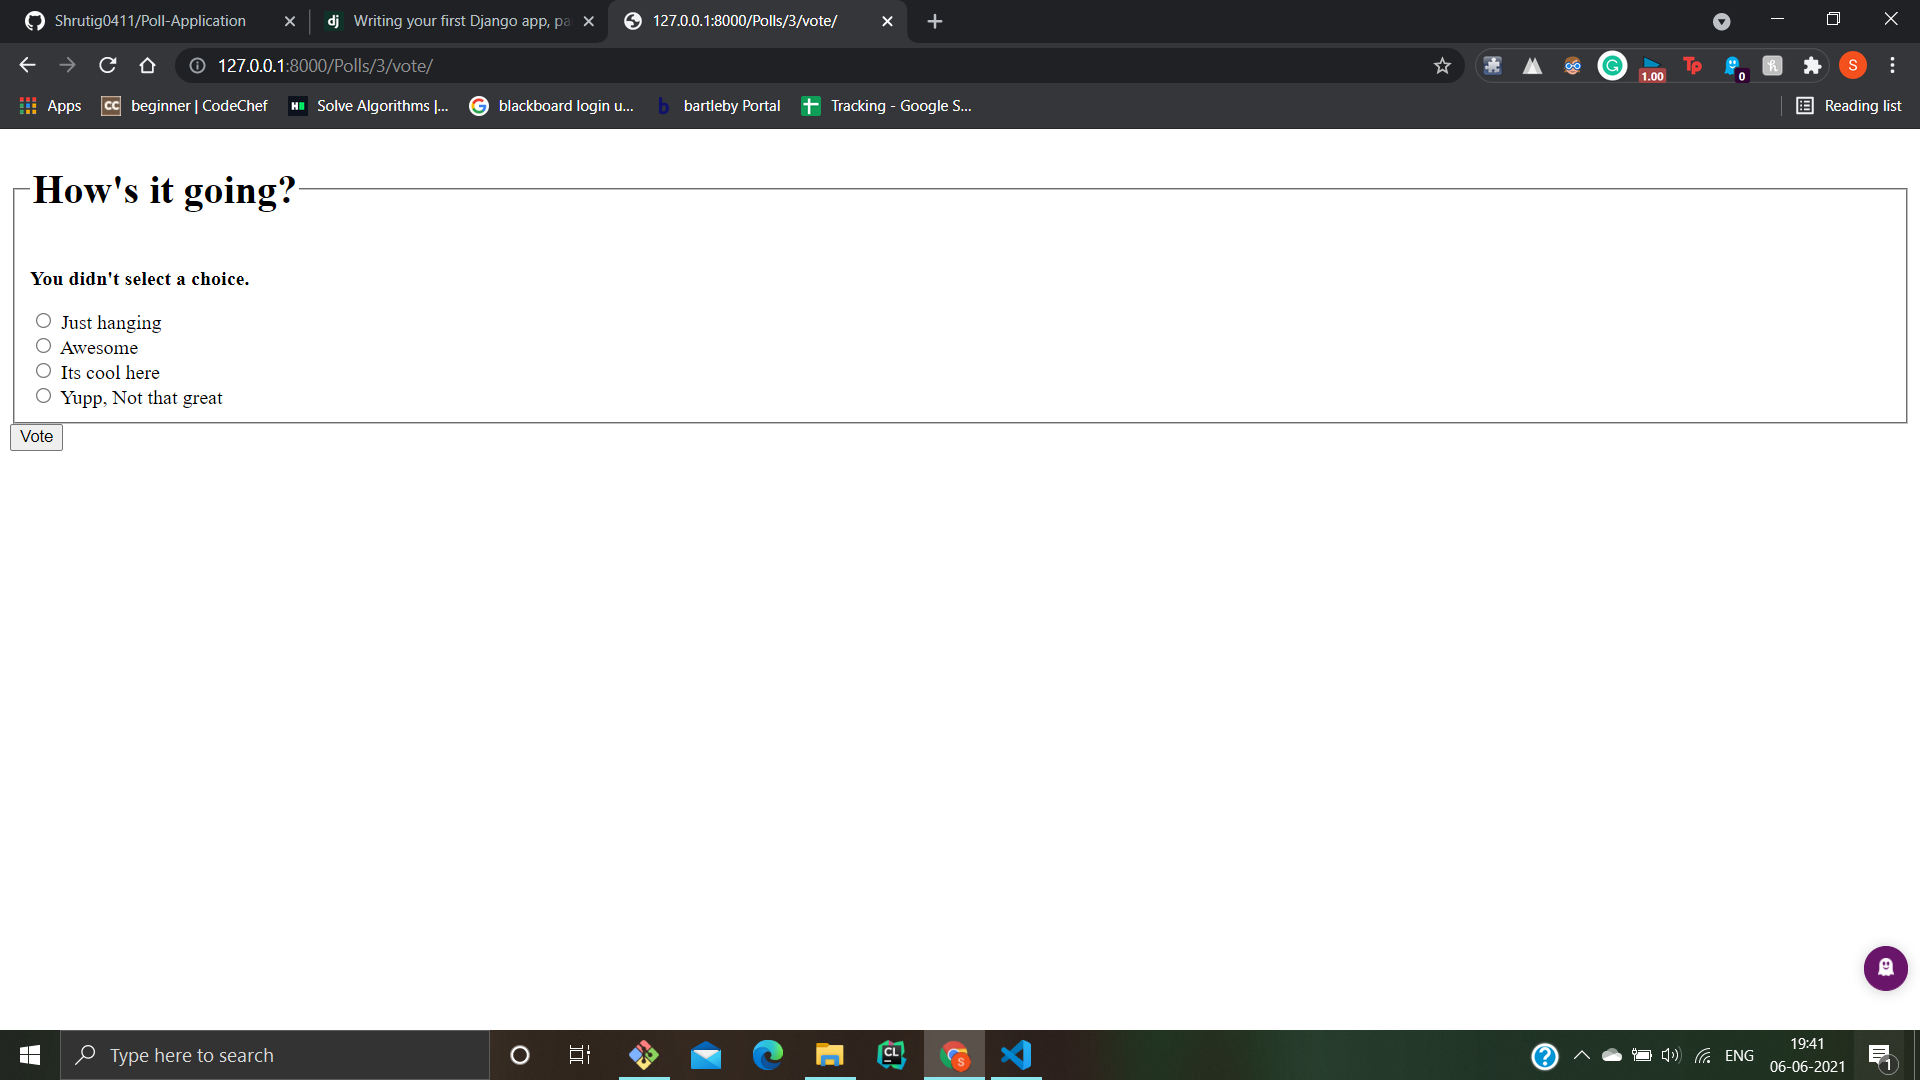 Shrutig0411/Poll-Application
dj Writing your first Django app, pa
127.0.0.1:8000/Polls/3/vote/
127.0.0.1:8000/Polls/3/vote/
G 1.00 Tp 0 h S
Apps CC beginner | CodeChef H Solve Algorithms |... G blackboard login u... b bartleby Portal Tracking - Google S... Reading list
How's it going?
You didn't select a choice.
Just hanging
Awesome
Its cool here
Yupp, Not that great
Vote
Type here to search
CL
S
?
ENG
19:41
06-06-2021
1